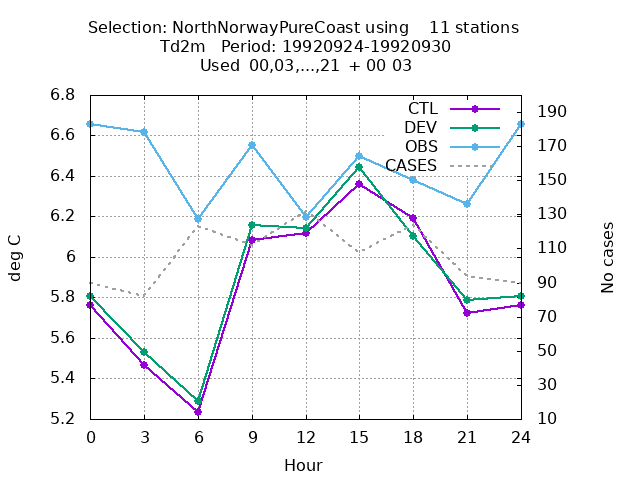 Selection: NorthNorwayPureCoast using    11 stations
Td2m   Period: 19920924-19920930
Used  00,03,...,21  + 00 03
CTL
DEV
OBS
CASES
6.8
6.6
6.4
6.2
6
5.8
5.6
5.4
5.2
190
170
150
130
110
90
70
50
30
10
deg C
No cases
0 3 6 9 12 15 18 21 24
Hour